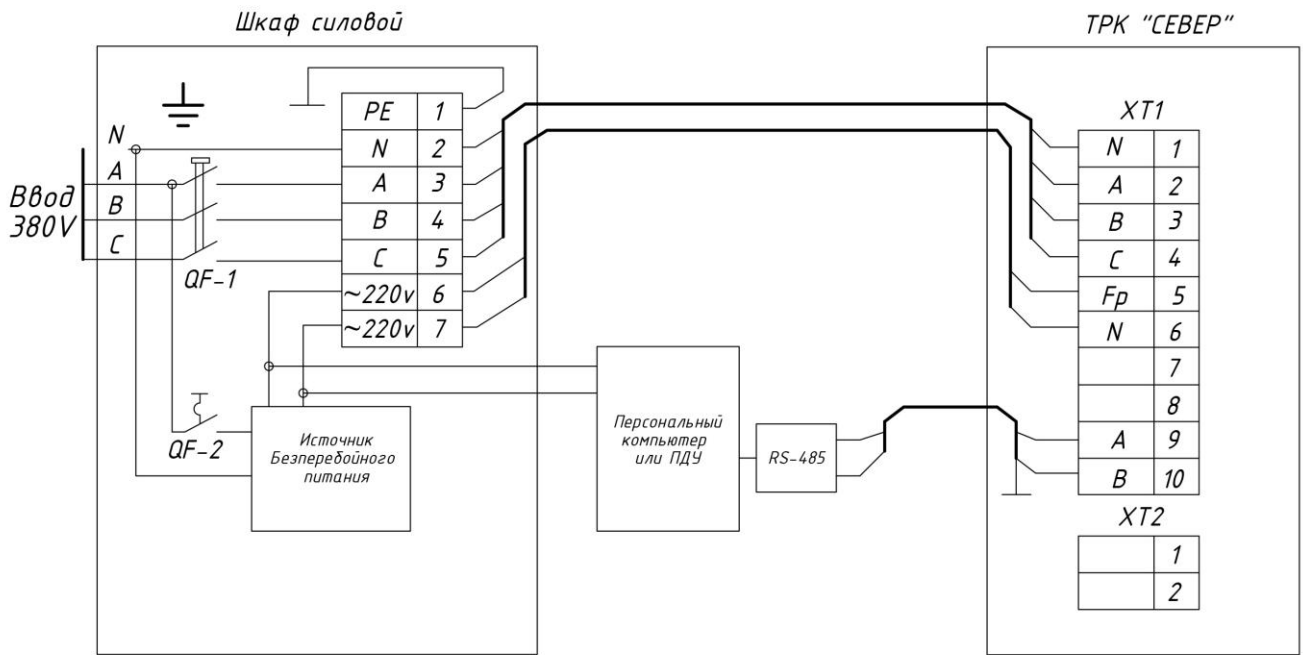 Шкаф силовой
ТРК "СЕВЕР"
PE 1
N 2
A 3
B 4
C 5
~220v 6
~220v 7
N
A
B
C
Ввод
380V
QF-1
QF-2
Источник
Безперебойного
питания
Персональный
компьютер
или ПДУ
RS-485
XT1
N 1
A 2
B 3
C 4
Fp 5
N 6
7
8
A 9
B 10
XT2
1
2